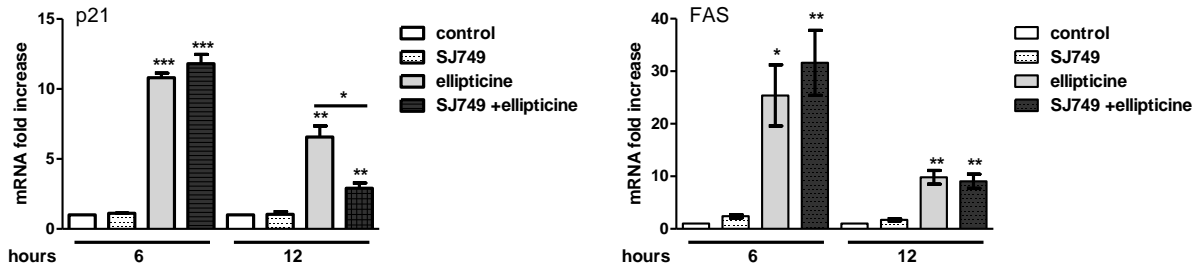 p21
mRNA fold increase
15
10
5
0
***
***
**
*
**
hours
6
12
control
SJ749
ellipticine
SJ749 +ellipticine
FAS
mRNA fold increase
40
30
20
10
0
*
**
**
**
hours
6
12
control
SJ749
ellipticine
SJ749 +ellipticine